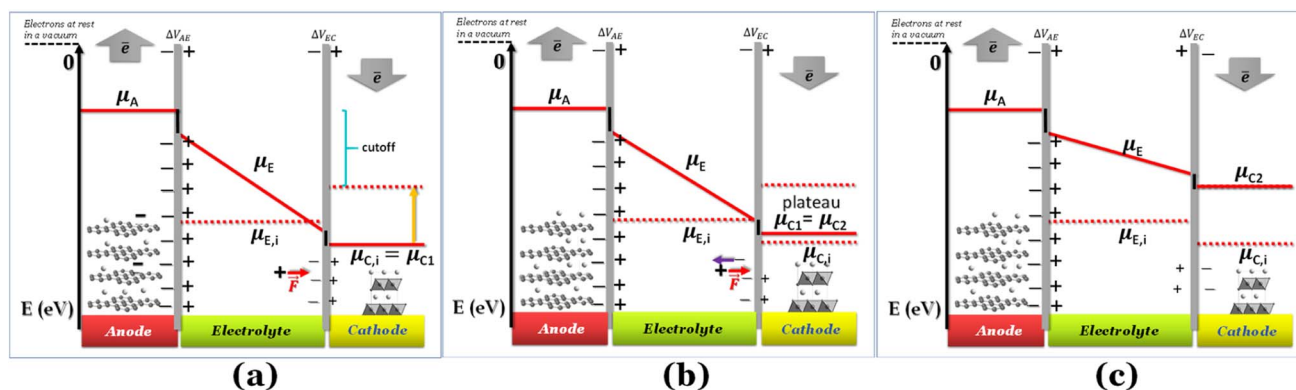 Electrons at rest
in a vacuum
0
ē
ΔV_AE
ΔV_EC
− +
ē
μ_A
cutoff
μ_E
μ_E,i
μ_C,i = μ_C1
+ F
E (eV)
Anode
Electrolyte
Cathode
(a)
Electrons at rest
in a vacuum
0
ē
ΔV_AE
ΔV_EC
− +
− +
ē
μ_A
μ_E
plateau
μ_C1= μ_C2
μ_E,i
μ_C,i
+ F
E (eV)
Anode
Electrolyte
Cathode
(b)
Electrons at rest
in a vacuum
0
ē
ΔV_AE
ΔV_EC
− +
+ −
ē
μ_A
μ_E
μ_C2
μ_E,i
μ_C,i
E (eV)
Anode
Electrolyte
Cathode
(c)